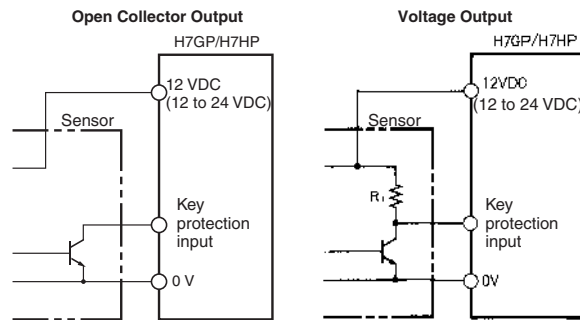 Open Collector Output
H7GP/H7HP
12 VDC
(12 to 24 VDC)
Sensor
Key
protection
input
0 V
Voltage Output
H7GP/H7HP
12VDC
(12 to 24 VDC)
Sensor
R₁
Key
protection
input
0V